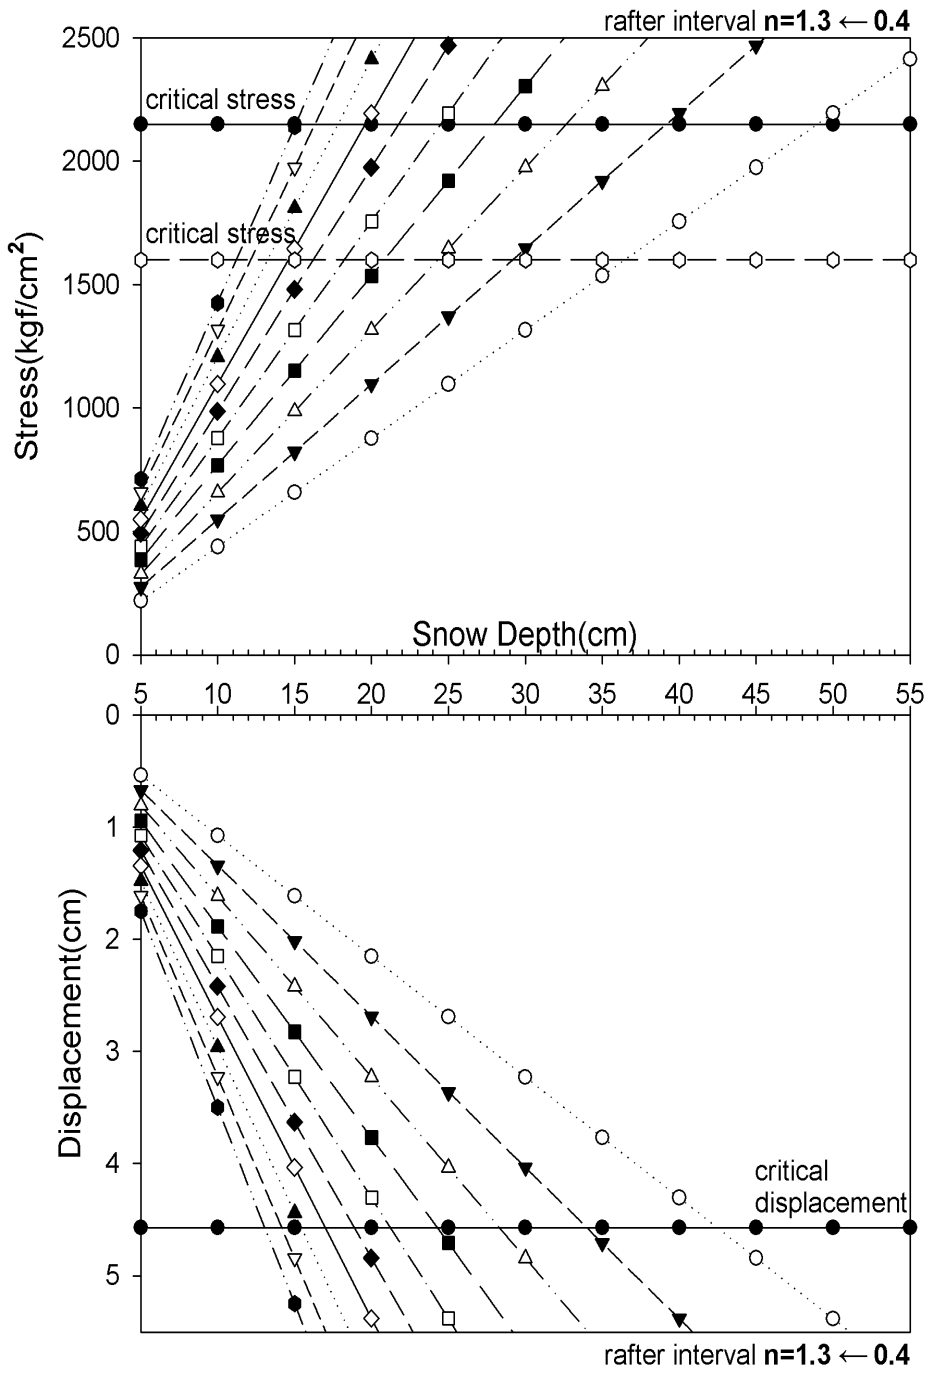 rafter interval n=1.3 ← 0.4
2500
critical stress
2000
critical stress
1500
1000
500
0
Stress(kgf/cm²)
Snow Depth(cm)
5 10 15 20 25 30 35 40 45 50 55
0
1
2
3
4
5
Displacement(cm)
critical
displacement
rafter interval n=1.3 ← 0.4